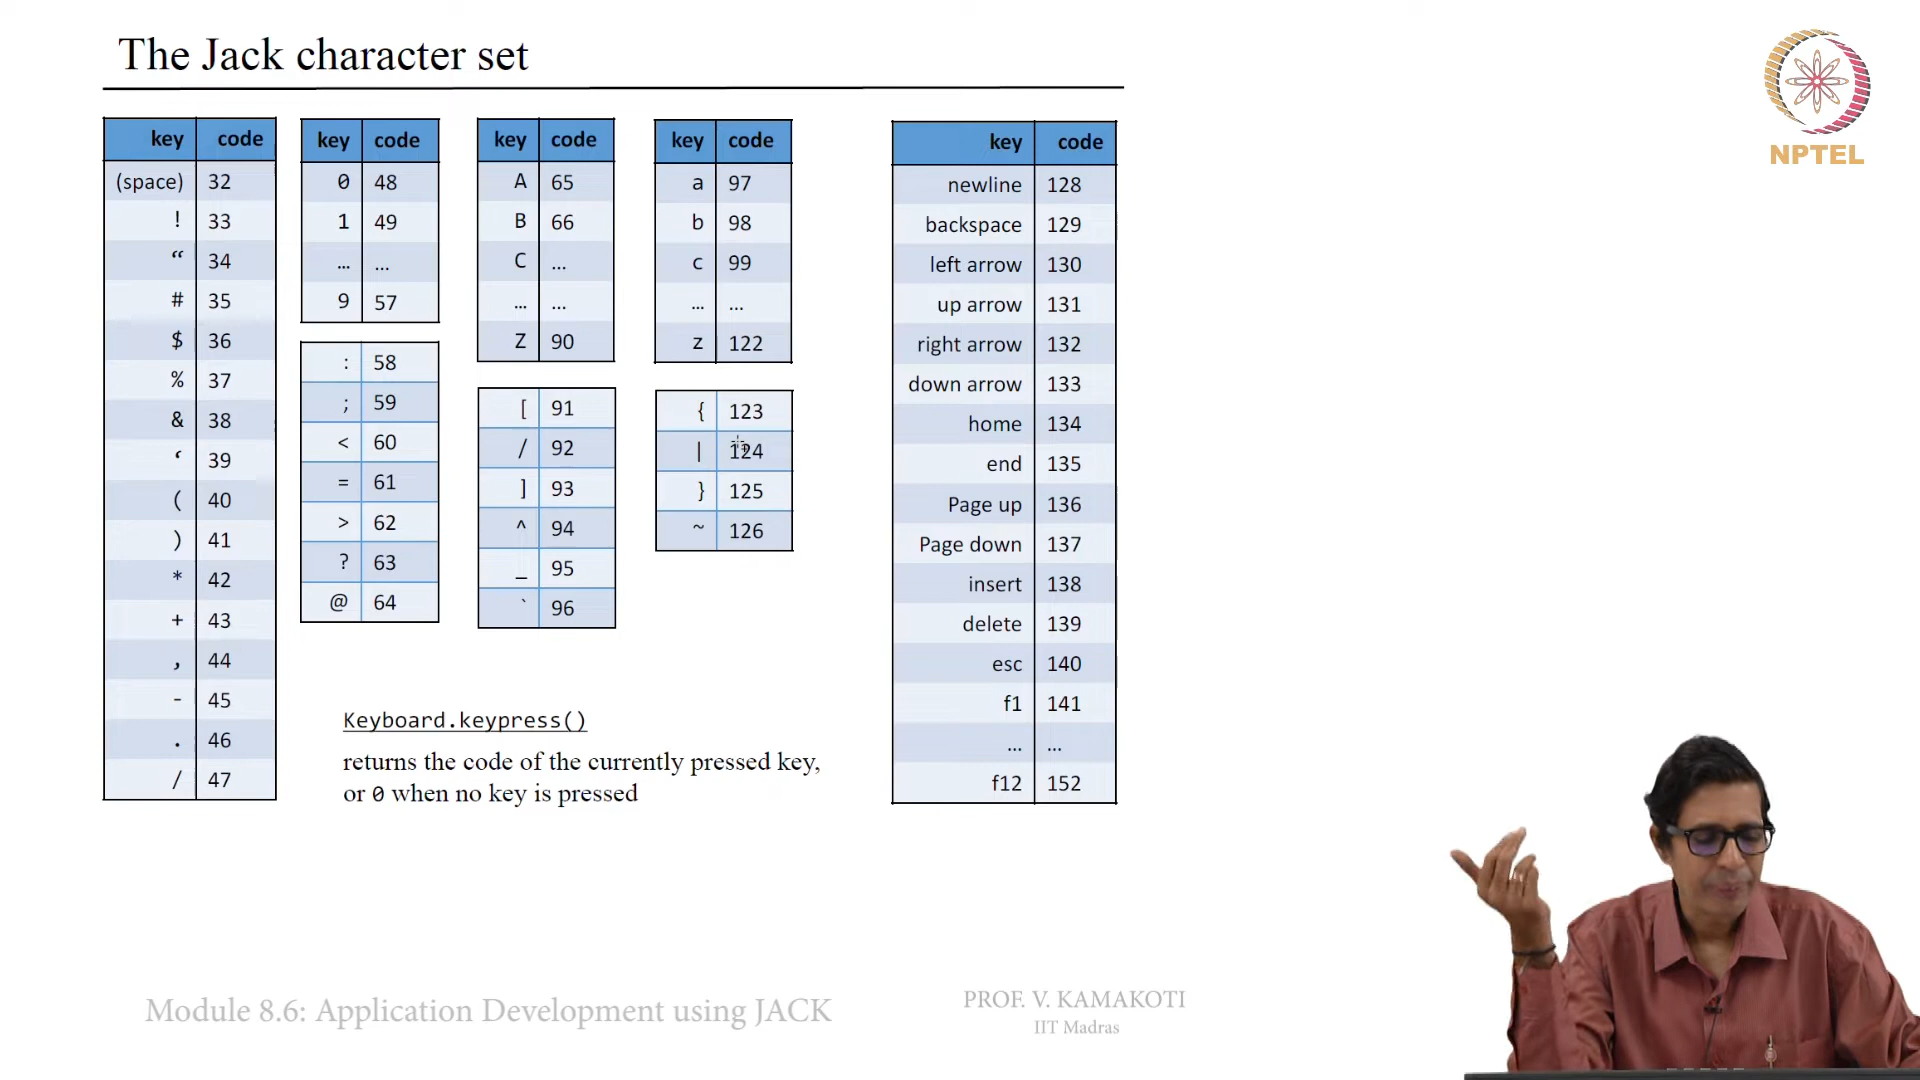 The Jack character set
NPTEL
key code
(space) 32
! 33
“ 34
# 35
$ 36
% 37
& 38
‘ 39
( 40
) 41
* 42
+ 43
, 44
- 45
. 46
/ 47
key code
0 48
1 49
... ...
9 57
: 58
; 59
< 60
= 61
> 62
? 63
@ 64
key code
A 65
B 66
C ...
... ...
Z 90
[ 91
/ 92
] 93
^ 94
_ 95
` 96
key code
a 97
b 98
c 99
... ...
z 122
{ 123
| 124
} 125
~ 126
key code
newline 128
backspace 129
left arrow 130
up arrow 131
right arrow 132
down arrow 133
home 134
end 135
Page up 136
Page down 137
insert 138
delete 139
esc 140
f1 141
... ...
f12 152
Keyboard.keypress()
returns the code of the currently pressed key,
or 0 when no key is pressed
Module 8.6: Application Development using JACK
PROF. V. KAMAKOTI
IIT Madras